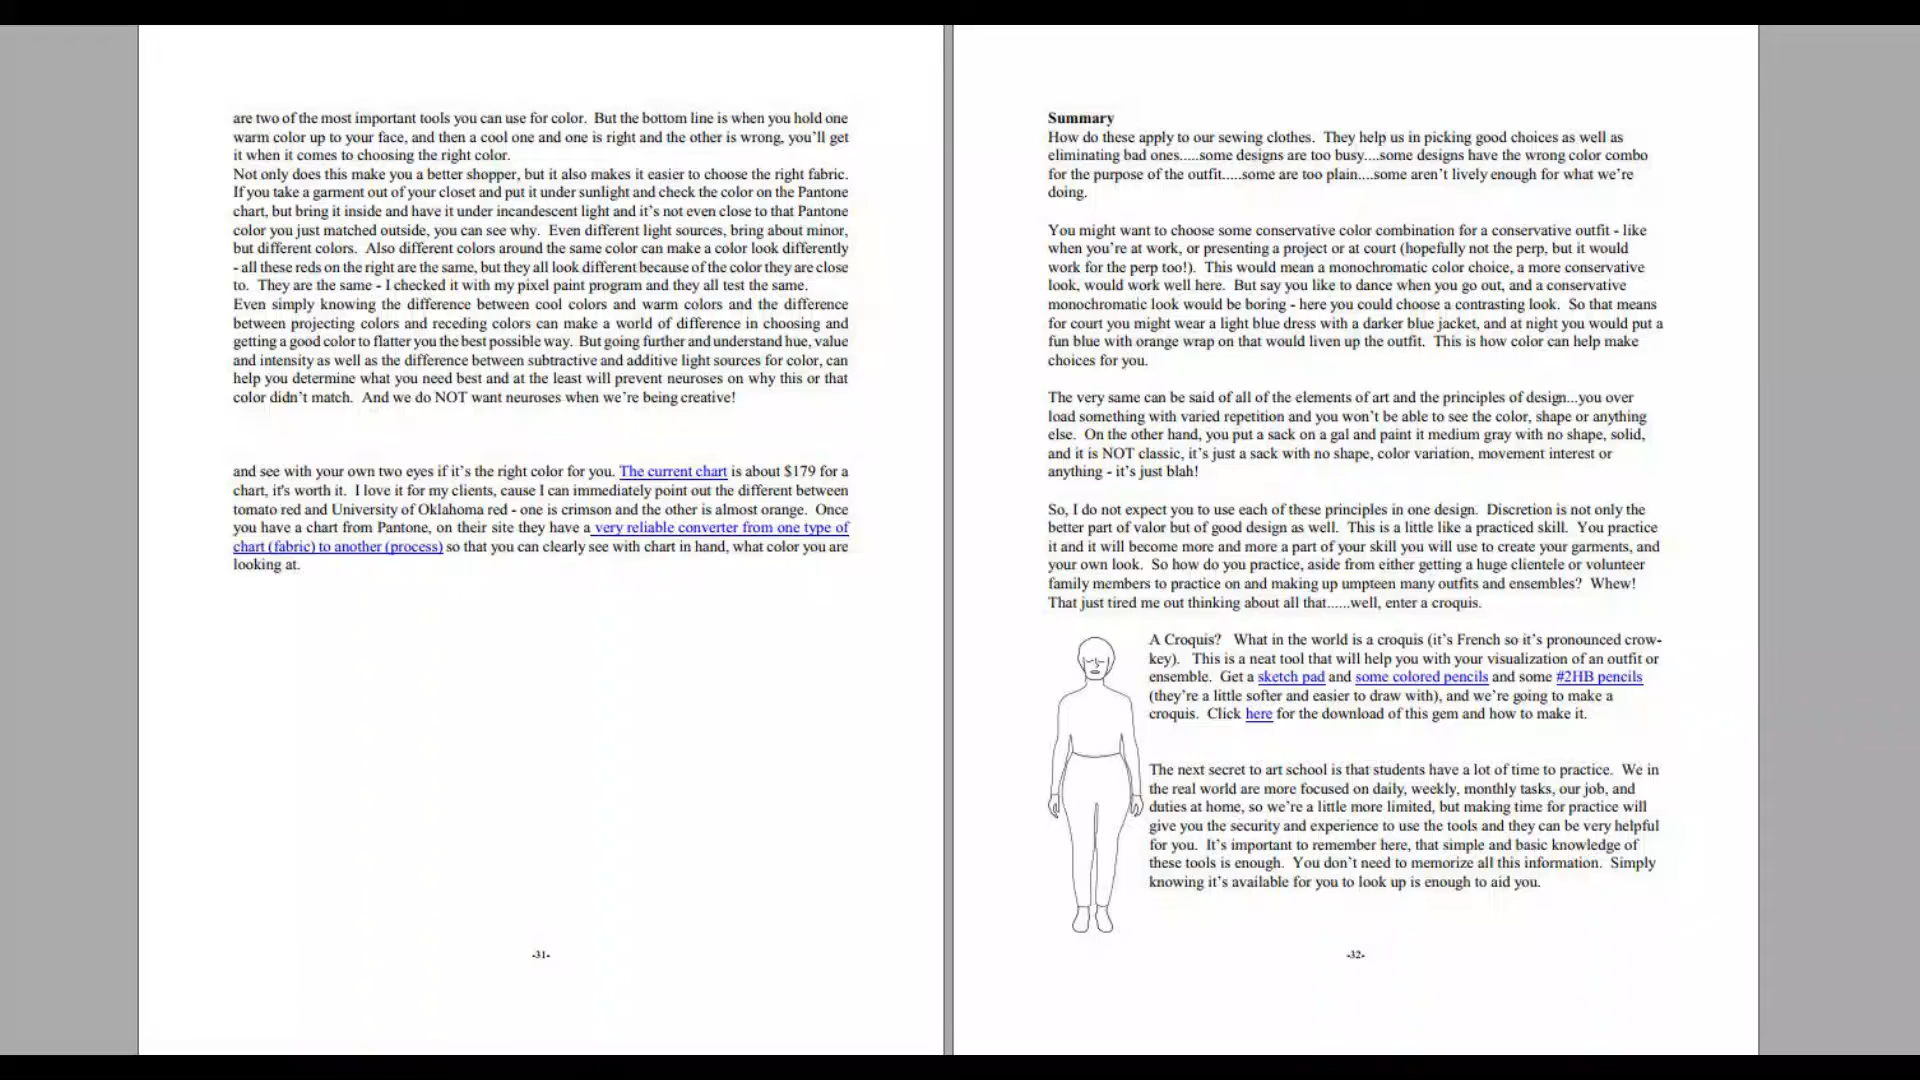 are two of the most important tools you can use for color.  But the bottom line is when you hold one
warm color up to your face, and then a cool one and one is right and the other is wrong, you'll get
it when it comes to choosing the right color.
Not only does this make you a better shopper, but it also makes it easier to choose the right fabric.
If you take a garment out of your closet and put it under sunlight and check the color on the Pantone
chart, but bring it inside and have it under incandescent light and it's not even close to that Pantone
color you just matched outside, you can see why.  Even different light sources, bring about minor,
but different colors.  Also different colors around the same color can make a color look differently
- all these reds on the right are the same, but they all look different because of the color they are close
to.  They are the same - I checked it with my pixel paint program and they all test the same.
Even simply knowing the difference between cool colors and warm colors and the difference
between projecting colors and receding colors can make a world of difference in choosing and
getting a good color to flatter you the best possible way.  But going further and understand hue, value
and intensity as well as the difference between subtractive and additive light sources for color, can
help you determine what you need best and at the least will prevent neuroses on why this or that
color didn't match.  And we do NOT want neuroses when we're being creative!
and see with your own two eyes if it's the right color for you. The current chart is about $179 for a
chart, it's worth it.  I love it for my clients, cause I can immediately point out the different between
tomato red and University of Oklahoma red - one is crimson and the other is almost orange.  Once
you have a chart from Pantone, on their site they have a very reliable converter from one type of
chart (fabric) to another (process) so that you can clearly see with chart in hand, what color you are
looking at.
-31-
Summary
How do these apply to our sewing clothes.  They help us in picking good choices as well as
eliminating bad ones.....some designs are too busy....some designs have the wrong color combo
for the purpose of the outfit.....some are too plain....some aren't lively enough for what we're
doing.
You might want to choose some conservative color combination for a conservative outfit - like
when you're at work, or presenting a project or at court (hopefully not the perp, but it would
work for the perp too!).  This would mean a monochromatic color choice, a more conservative
look, would work well here.  But say you like to dance when you go out, and a conservative
monochromatic look would be boring - here you could choose a contrasting look.  So that means
for court you might wear a light blue dress with a darker blue jacket, and at night you would put a
fun blue with orange wrap on that would liven up the outfit.  This is how color can help make
choices for you.
The very same can be said of all of the elements of art and the principles of design...you over
load something with varied repetition and you won't be able to see the color, shape or anything
else.  On the other hand, you put a sack on a gal and paint it medium gray with no shape, solid,
and it is NOT classic, it's just a sack with no shape, color variation, movement interest or
anything - it's just blah!
So, I do not expect you to use each of these principles in one design.  Discretion is not only the
better part of valor but of good design as well.  This is a little like a practiced skill.  You practice
it and it will become more and more a part of your skill you will use to create your garments, and
your own look.  So how do you practice, aside from either getting a huge clientele or volunteer
family members to practice on and making up umpteen many outfits and ensembles?  Whew!
That just tired me out thinking about all that......well, enter a croquis.
A Croquis?   What in the world is a croquis (it's French so it's pronounced crow-
key).   This is a neat tool that will help you with your visualization of an outfit or
ensemble.  Get a sketch pad and some colored pencils and some #2HB pencils
(they're a little softer and easier to draw with), and we're going to make a
croquis.  Click here for the download of this gem and how to make it.
The next secret to art school is that students have a lot of time to practice.  We in
the real world are more focused on daily, weekly, monthly tasks, our job, and
duties at home, so we're a little more limited, but making time for practice will
give you the security and experience to use the tools and they can be very helpful
for you.  It's important to remember here, that simple and basic knowledge of
these tools is enough.  You don't need to memorize all this information.  Simply
knowing it's available for you to look up is enough to aid you.
-32-